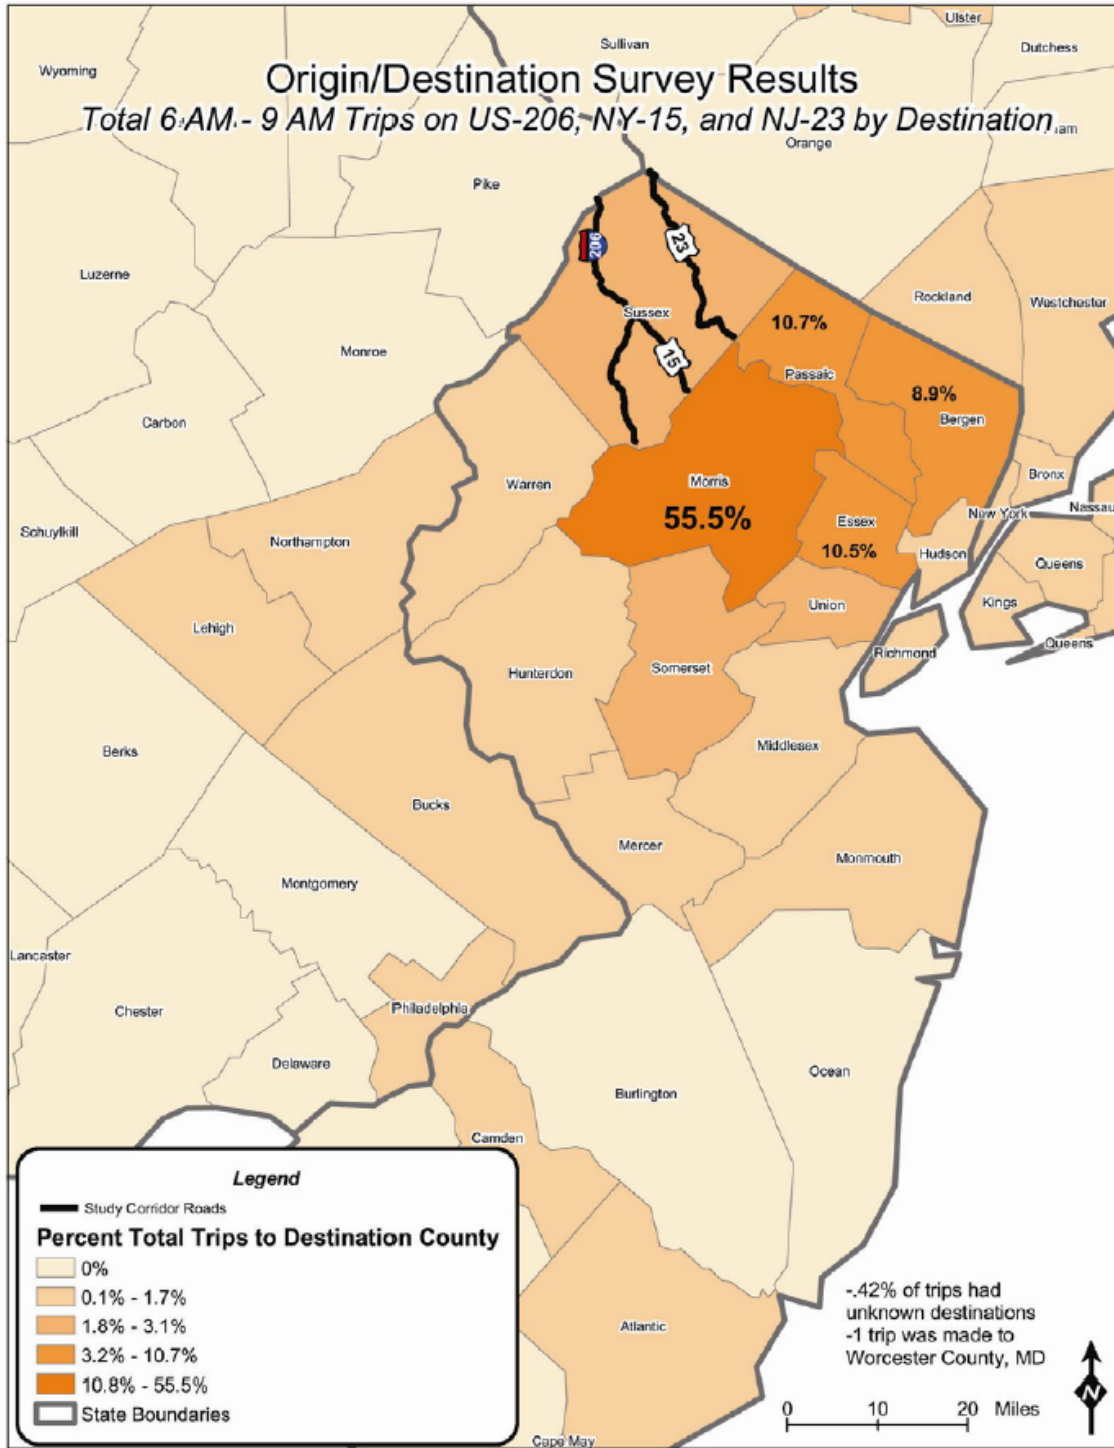 Ulster
Sullivan
Dutchess
Wyoming
Origin/Destination Survey Results
Total 6 AM - 9 AM Trips on US-206, NY-15, and NJ-23 by Destination
Orange
Pike
206
23
Luzerne
Rockland
Westchester
Sussex
10.7%
Monroe
15
Passaic
8.9%
Carbon
Bergen
Warren
Morris
Bronx
55.5%
Essex
New York
Nassau
Schuylkill
Northampton
10.5%
Hudson
Queens
Kings
Union
Lehigh
Richmond
Queens
Hunterdon
Somerset
Berks
Middlesex
Bucks
Mercer
Monmouth
Montgomery
Lancaster
Chester
Philadelphia
Delaware
Ocean
Burlington
Camden
Legend
Study Corridor Roads
Percent Total Trips to Destination County
0%
0.1% - 1.7%
1.8% - 3.1%
3.2% - 10.7%
10.8% - 55.5%
State Boundaries
Atlantic
-.42% of trips had
unknown destinations
-1 trip was made to
Worcester County, MD
N
0 10 20 Miles
Cape May